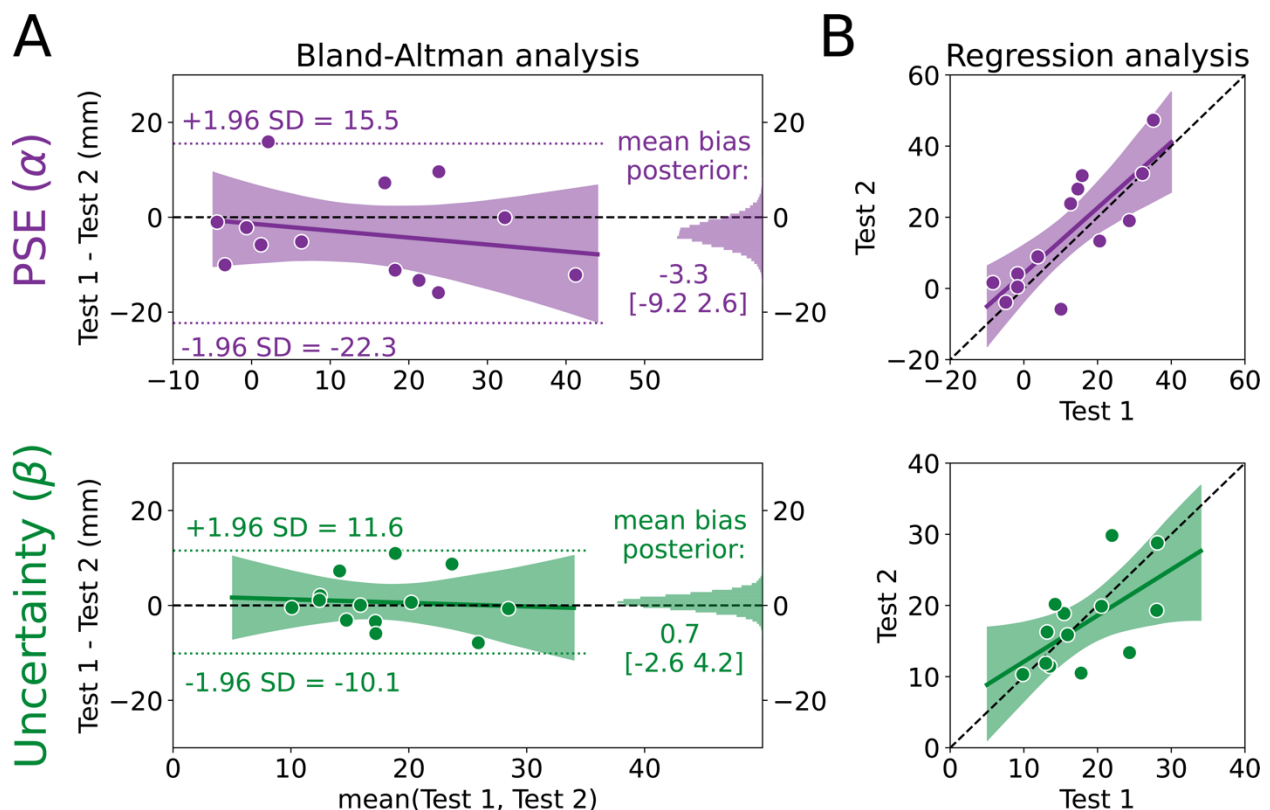 A
B
Bland-Altman analysis
Regression analysis
PSE (α)
Test 1 - Test 2 (mm)
20
0
−20
+1.96 SD = 15.5
-1.96 SD = -22.3
mean bias
posterior:
-3.3
[-9.2 2.6]
20
0
−20
−10 0 10 20 30 40 50
Test 2
60
40
20
0
−20
−20 0 20 40 60
Test 1
Uncertainty (β)
Test 1 - Test 2 (mm)
20
0
−20
+1.96 SD = 11.6
-1.96 SD = -10.1
mean bias
posterior:
0.7
[-2.6 4.2]
20
0
−20
0 10 20 30 40
mean(Test 1, Test 2)
Test 2
40
30
20
10
0
0 10 20 30 40
Test 1